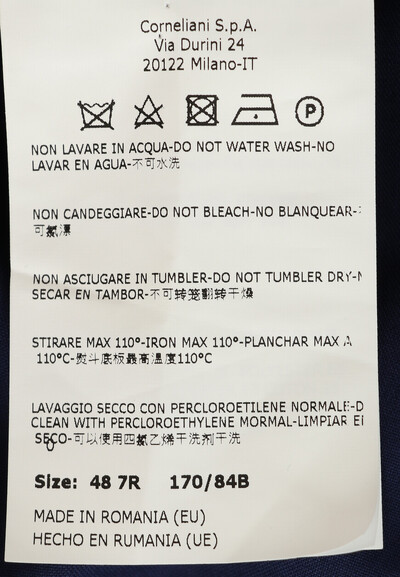 Corneliani S.p.A.
Via Durini 24
20122 Milano-IT
P
NON LAVARE IN ACQUA-DO NOT WATER WASH-NO
LAVAR EN AGUA-不可水洗
NON CANDEGGIARE-DO NOT BLEACH-NO BLANQUEAR-
可氯漂
NON ASCIUGARE IN TUMBLER-DO NOT TUMBLER DRY-N
SECAR EN TAMBOR-不可转笼翻转干燥
STIRARE MAX 110°-IRON MAX 110°-PLANCHAR MAX A
110°C-熨斗底板最高温度110°C
LAVAGGIO SECCO CON PERCLOROETILENE NORMALE-D
CLEAN WITH PERCLOROETHYLENE MORMAL-LIMPIAR E
SECO-可以使用四氯乙烯干洗剂干洗
Size: 48 7R 170/84B
MADE IN ROMANIA (EU)
HECHO EN RUMANIA (UE)